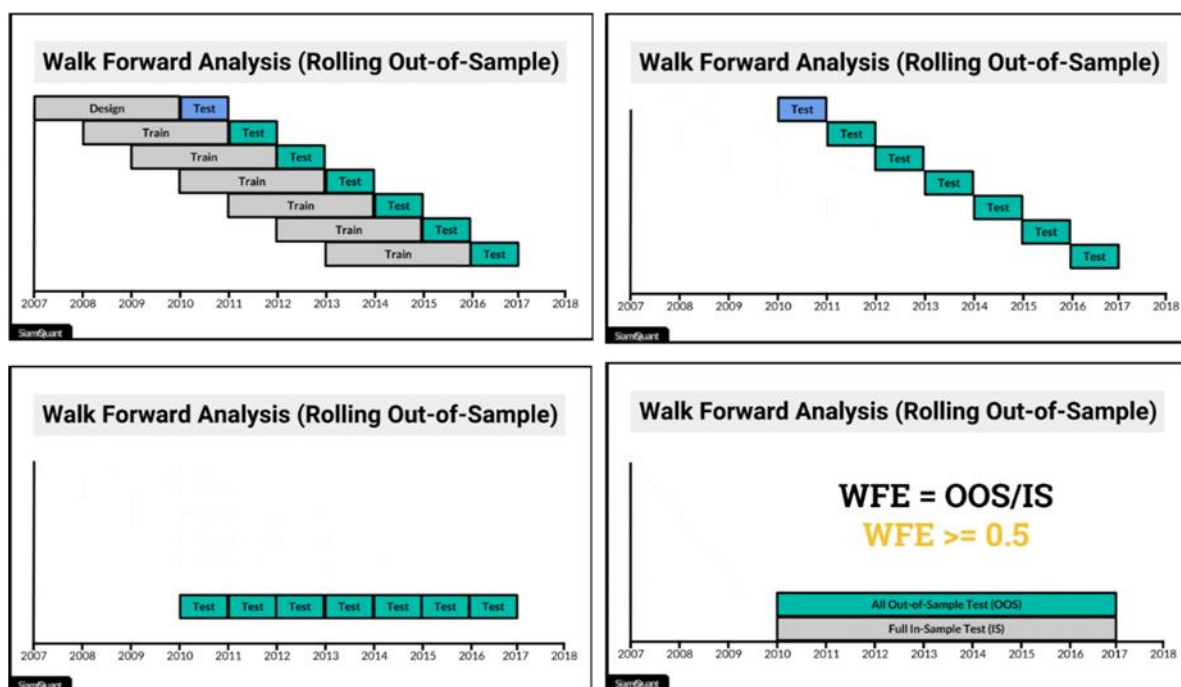 Walk Forward Analysis (Rolling Out-of-Sample)
Design Test
Train Test
Train Test
Train Test
Train Test
Train Test
Train Test
2007 2008 2009 2010 2011 2012 2013 2014 2015 2016 2017 2018
SiamQuant
Walk Forward Analysis (Rolling Out-of-Sample)
Test
Test
Test
Test
Test
Test
Test
2007 2008 2009 2010 2011 2012 2013 2014 2015 2016 2017 2018
SiamQuant
Walk Forward Analysis (Rolling Out-of-Sample)
Test Test Test Test Test Test Test
2007 2008 2009 2010 2011 2012 2013 2014 2015 2016 2017 2018
SiamQuant
Walk Forward Analysis (Rolling Out-of-Sample)
WFE = OOS/IS
WFE >= 0.5
All Out-of-Sample Test (OOS)
Full In-Sample Test (IS)
2007 2008 2009 2010 2011 2012 2013 2014 2015 2016 2017 2018
SiamQuant